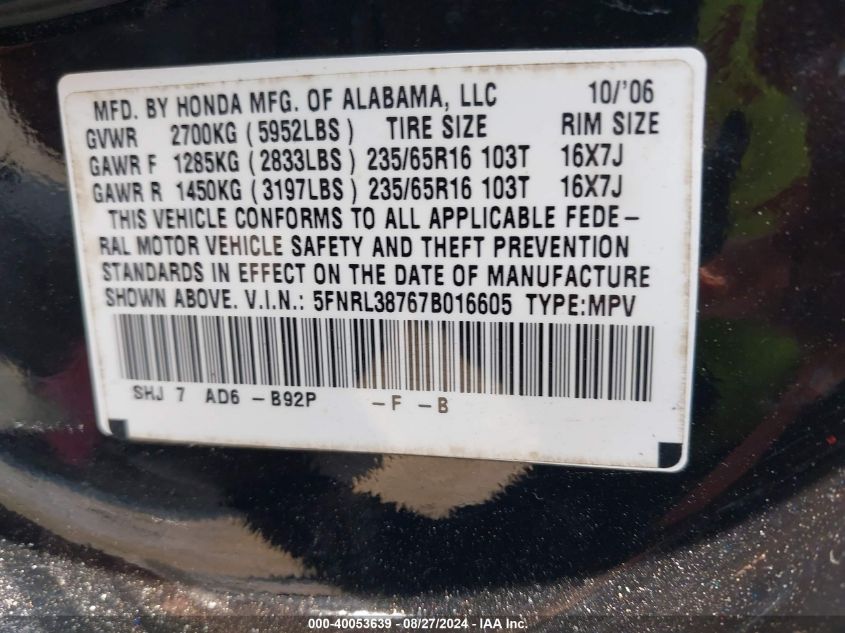 MFD. BY HONDA MFG. OF ALABAMA, LLC 10/'06
GVWR 2700KG (5952LBS) TIRE SIZE RIM SIZE
GAWR F 1285KG (2833LBS) 235/65R16 103T 16X7J
GAWR R 1450KG (3197LBS) 235/65R16 103T 16X7J
THIS VEHICLE CONFORMS TO ALL APPLICABLE FEDE-
RAL MOTOR VEHICLE SAFETY AND THEFT PREVENTION
STANDARDS IN EFFECT ON THE DATE OF MANUFACTURE
SHOWN ABOVE. V.I.N.: 5FNRL38767B016605 TYPE:MPV
SHJ 7 AD6 -B92P -F -B
000-40053639 - 08/27/2024 - IAA Inc.